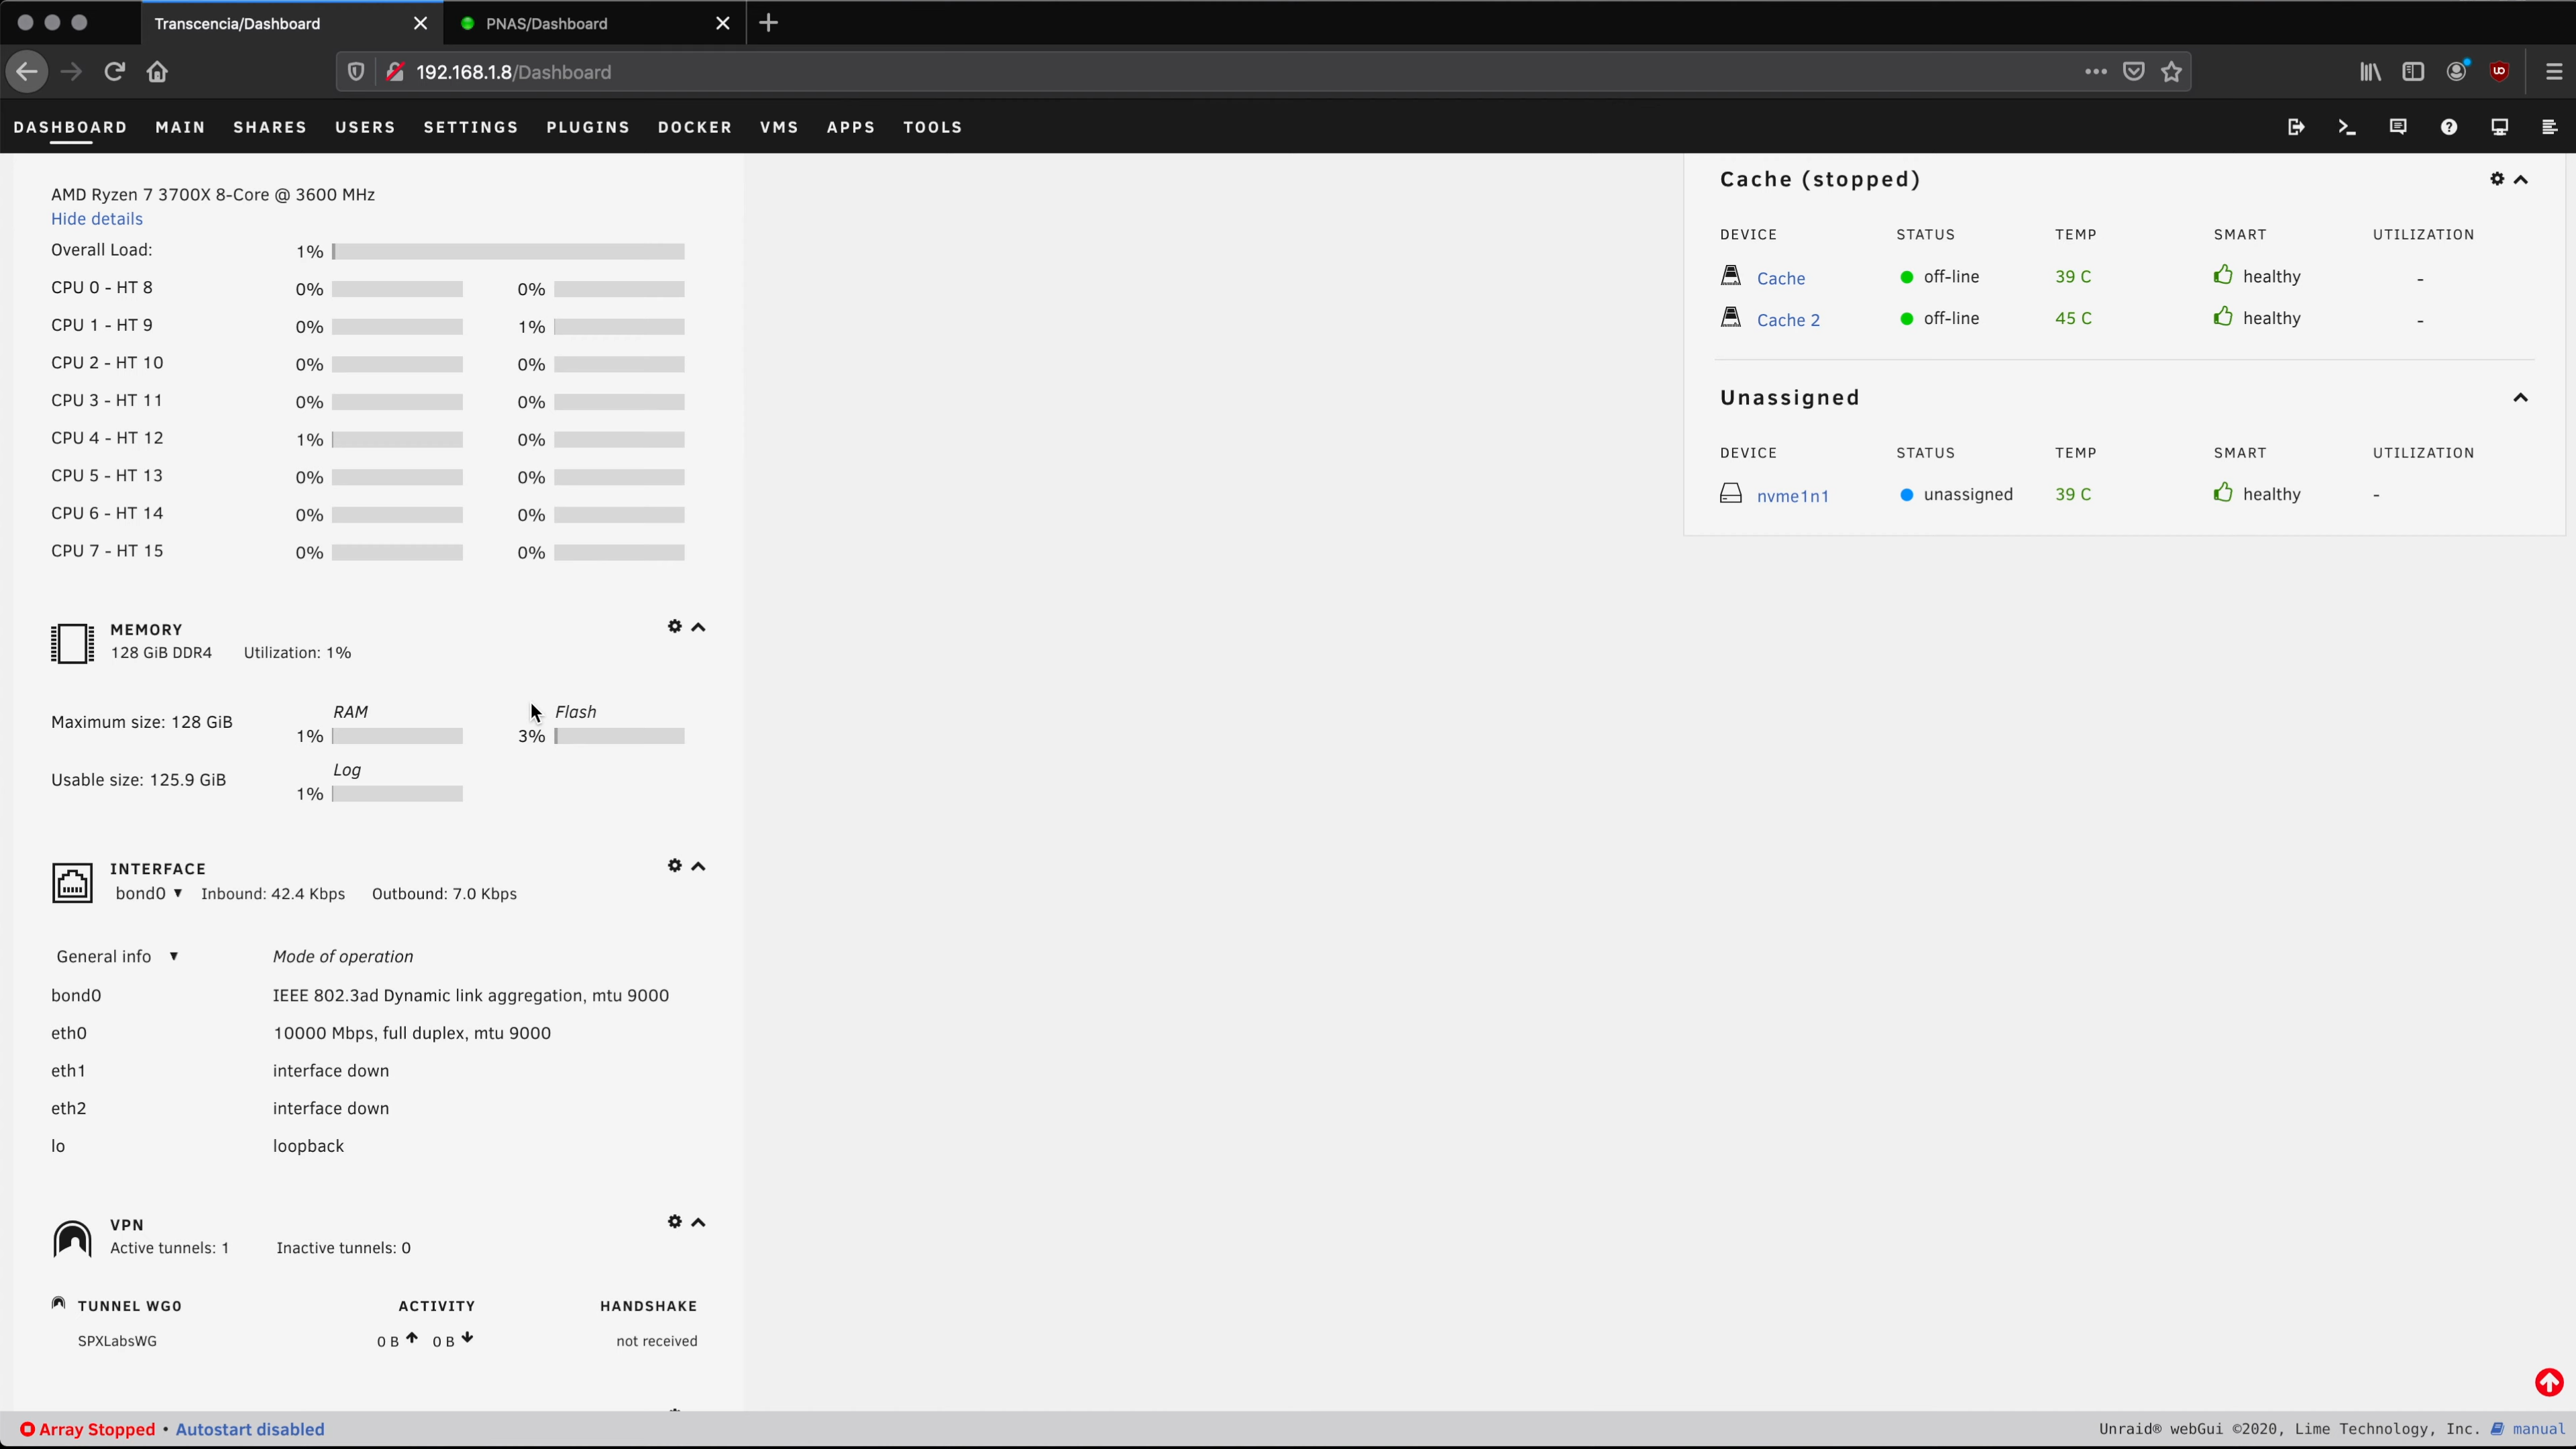 Transcencia/Dashboard
PNAS/Dashboard
192.168.1.8/Dashboard
DASHBOARD MAIN SHARES USERS SETTINGS PLUGINS DOCKER VMS APPS TOOLS
AMD Ryzen 7 3700X 8-Core @ 3600 MHz
Hide details
Overall Load: 1%
CPU 0 - HT 8 0% 0%
CPU 1 - HT 9 0% 1%
CPU 2 - HT 10 0% 0%
CPU 3 - HT 11 0% 0%
CPU 4 - HT 12 1% 0%
CPU 5 - HT 13 0% 0%
CPU 6 - HT 14 0% 0%
CPU 7 - HT 15 0% 0%
MEMORY
128 GiB DDR4 Utilization: 1%
RAM Flash
Maximum size: 128 GiB 1% 3%
Log
Usable size: 125.9 GiB 1%
INTERFACE
bond0 ▼ Inbound: 42.4 Kbps Outbound: 7.0 Kbps
General info ▼ Mode of operation
bond0 IEEE 802.3ad Dynamic link aggregation, mtu 9000
eth0 10000 Mbps, full duplex, mtu 9000
eth1 interface down
eth2 interface down
lo loopback
VPN
Active tunnels: 1 Inactive tunnels: 0
TUNNEL WG0 ACTIVITY HANDSHAKE
SPXLabsWG 0 B 0 B not received
Cache (stopped)
DEVICE STATUS TEMP SMART UTILIZATION
Cache off-line 39 C healthy -
Cache 2 off-line 45 C healthy -
Unassigned
DEVICE STATUS TEMP SMART UTILIZATION
nvme1n1 unassigned 39 C healthy -
Array Stopped • Autostart disabled
Unraid® webGui ©2020, Lime Technology, Inc. manual